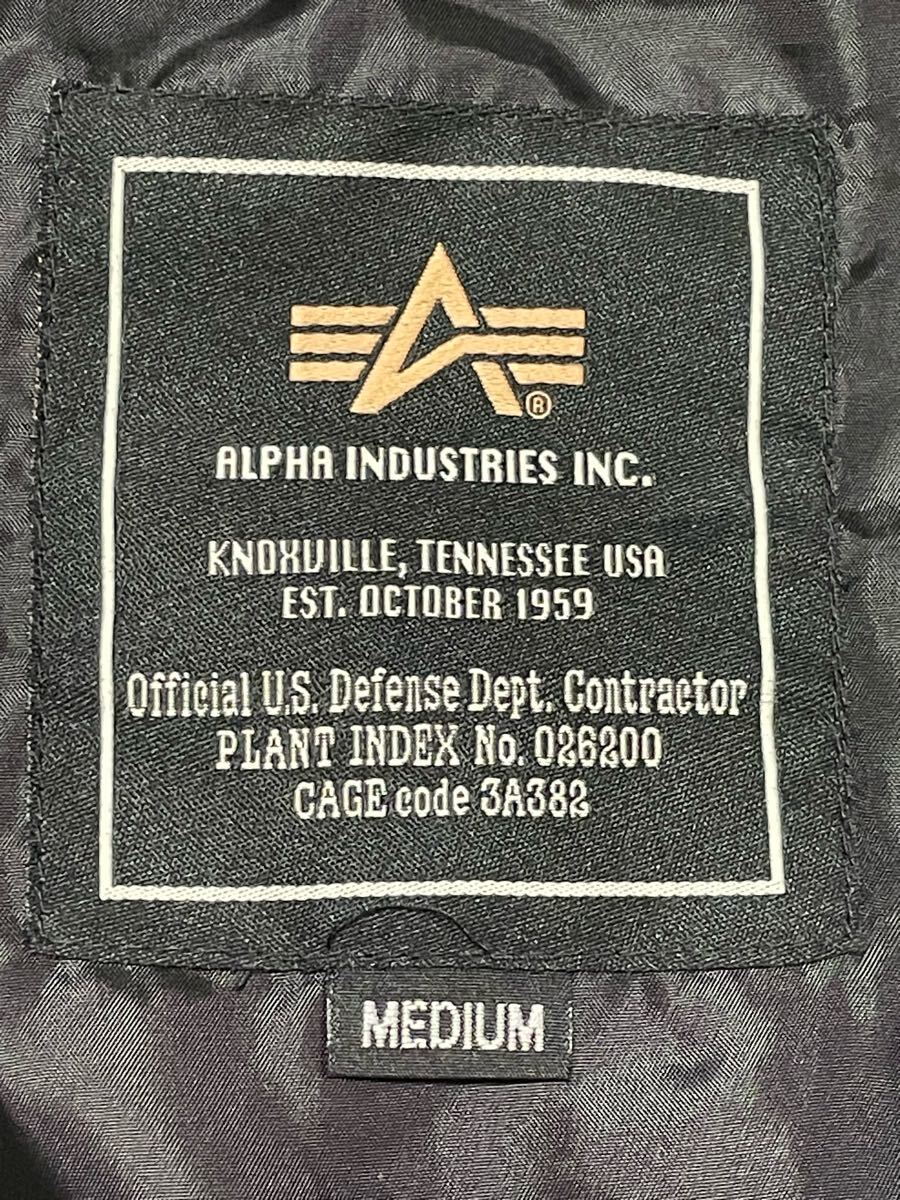 ®
ALPHA INDUSTRIES INC.
KNOXVILLE, TENNESSEE USA
EST. OCTOBER 1959
Official U.S. Defense Dept. Contractor
PLANT INDEX No. 026200
CAGE code 3A382
MEDIUM